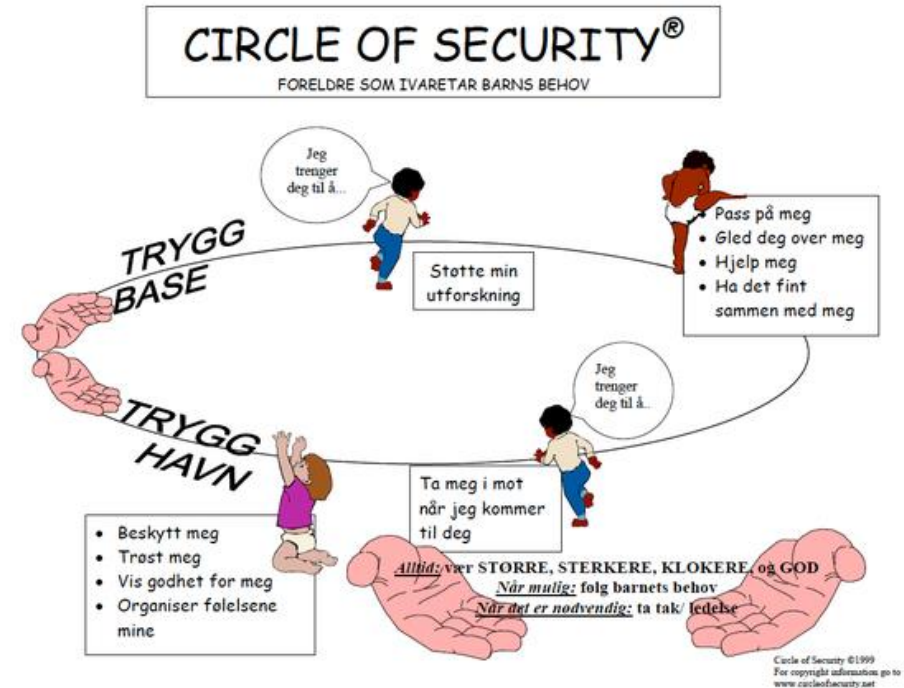 CIRCLE OF SECURITY®
FORELDRE SOM IVARETAR BARNS BEHOV
Jeg
trenger
deg til å...
TRYGG
BASE
Støtte min
utforskning
• Pass på meg
• Gled deg over meg
• Hjelp meg
• Ha det fint
sammen med meg
Jeg
trenger
deg til å..
TRYGG
HAVN
Ta meg i mot
når jeg kommer
til deg
• Beskytt meg
• Trøst meg
• Vis godhet for meg
• Organiser følelsene
mine
Alltid: vær STØRRE, STERKERE, KLOKERE, og GOD
Når mulig: følg barnets behov
Når det er nødvendig: ta tak/ ledelse
Circle of Security ©1999
For copyright information go to
www.circleofsecurity.net